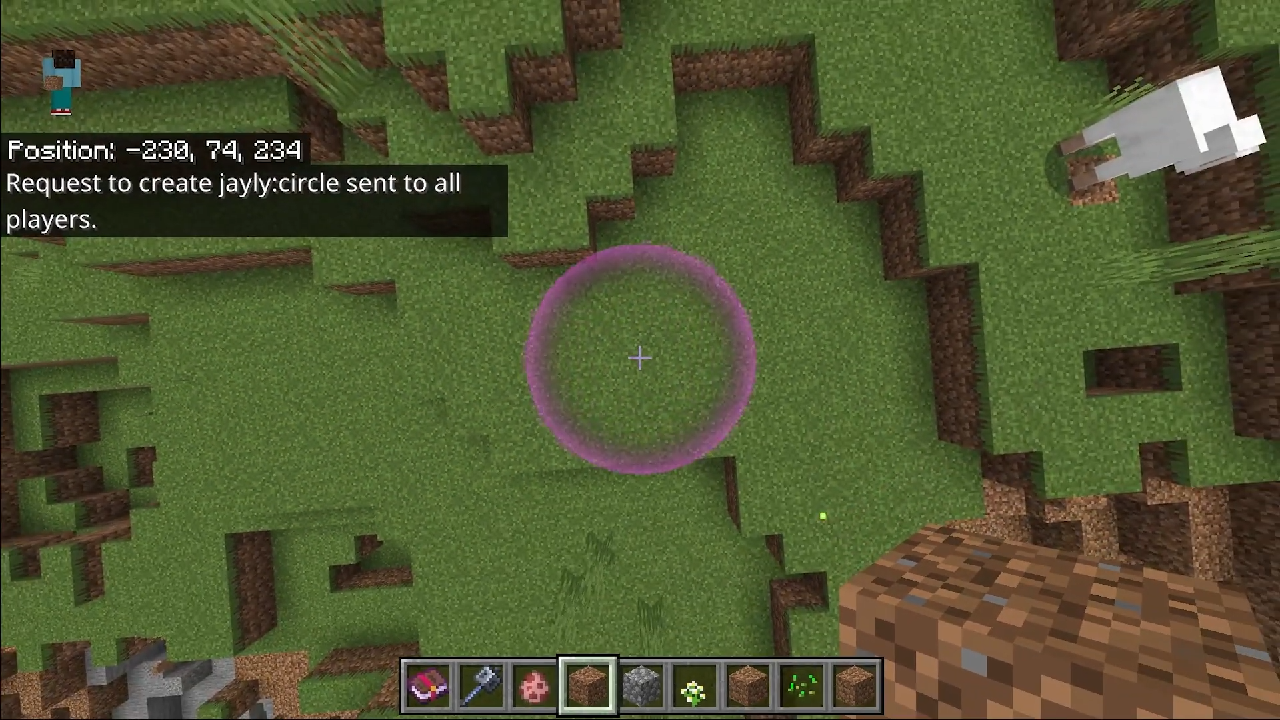 Position: -230, 74, 234
Request to create jayly:circle sent to all
players.